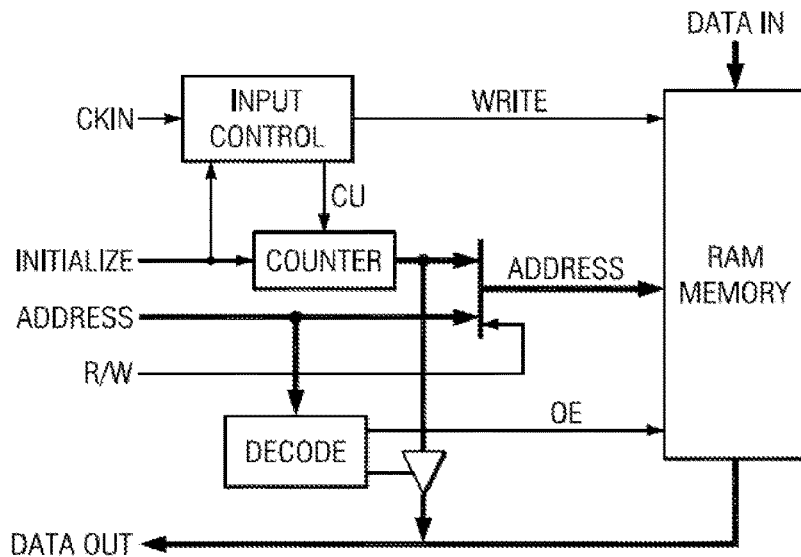 DATA IN
INPUT
CONTROL
CKIN
WRITE
CU
INITIALIZE
COUNTER
ADDRESS
RAM
MEMORY
ADDRESS
R/W
OE
DECODE
DATA OUT